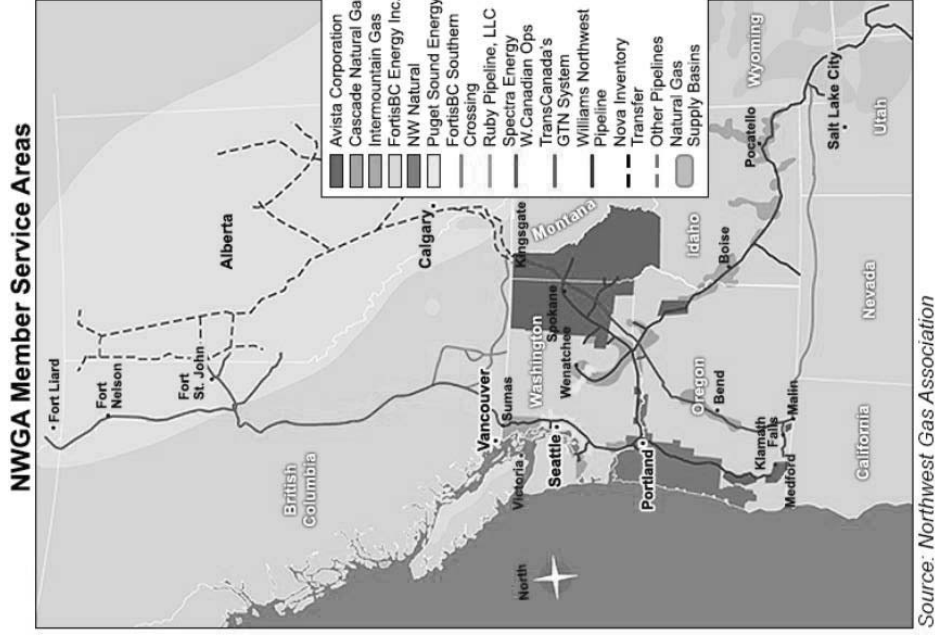 NWGA Member Service Areas
Fort Liard
Fort
Nelson
Fort
St. John
Alberta
British
Columbia
Calgary
Vancouver
Sumas
Kingsgate
Victoria
Seattle
Washington
Wenatchee
Spokane
Montana
North
Portland
Oregon
Bend
Idaho
Boise
Pocatello
Wyoming
Klamath
Falls
Medford
Malin
Salt Lake City
California
Nevada
Utah
Avista Corporation
Cascade Natural Ga
Intermountain Gas
FortisBC Energy Inc.
NW Natural
Puget Sound Energy
FortisBC Southern
Crossing
Ruby Pipeline, LLC
Spectra Energy
W.Canadian Ops
TransCanada's
GTN System
Williams Northwest
Pipeline
Nova Inventory
Transfer
Other Pipelines
Natural Gas
Supply Basins
Source: Northwest Gas Association